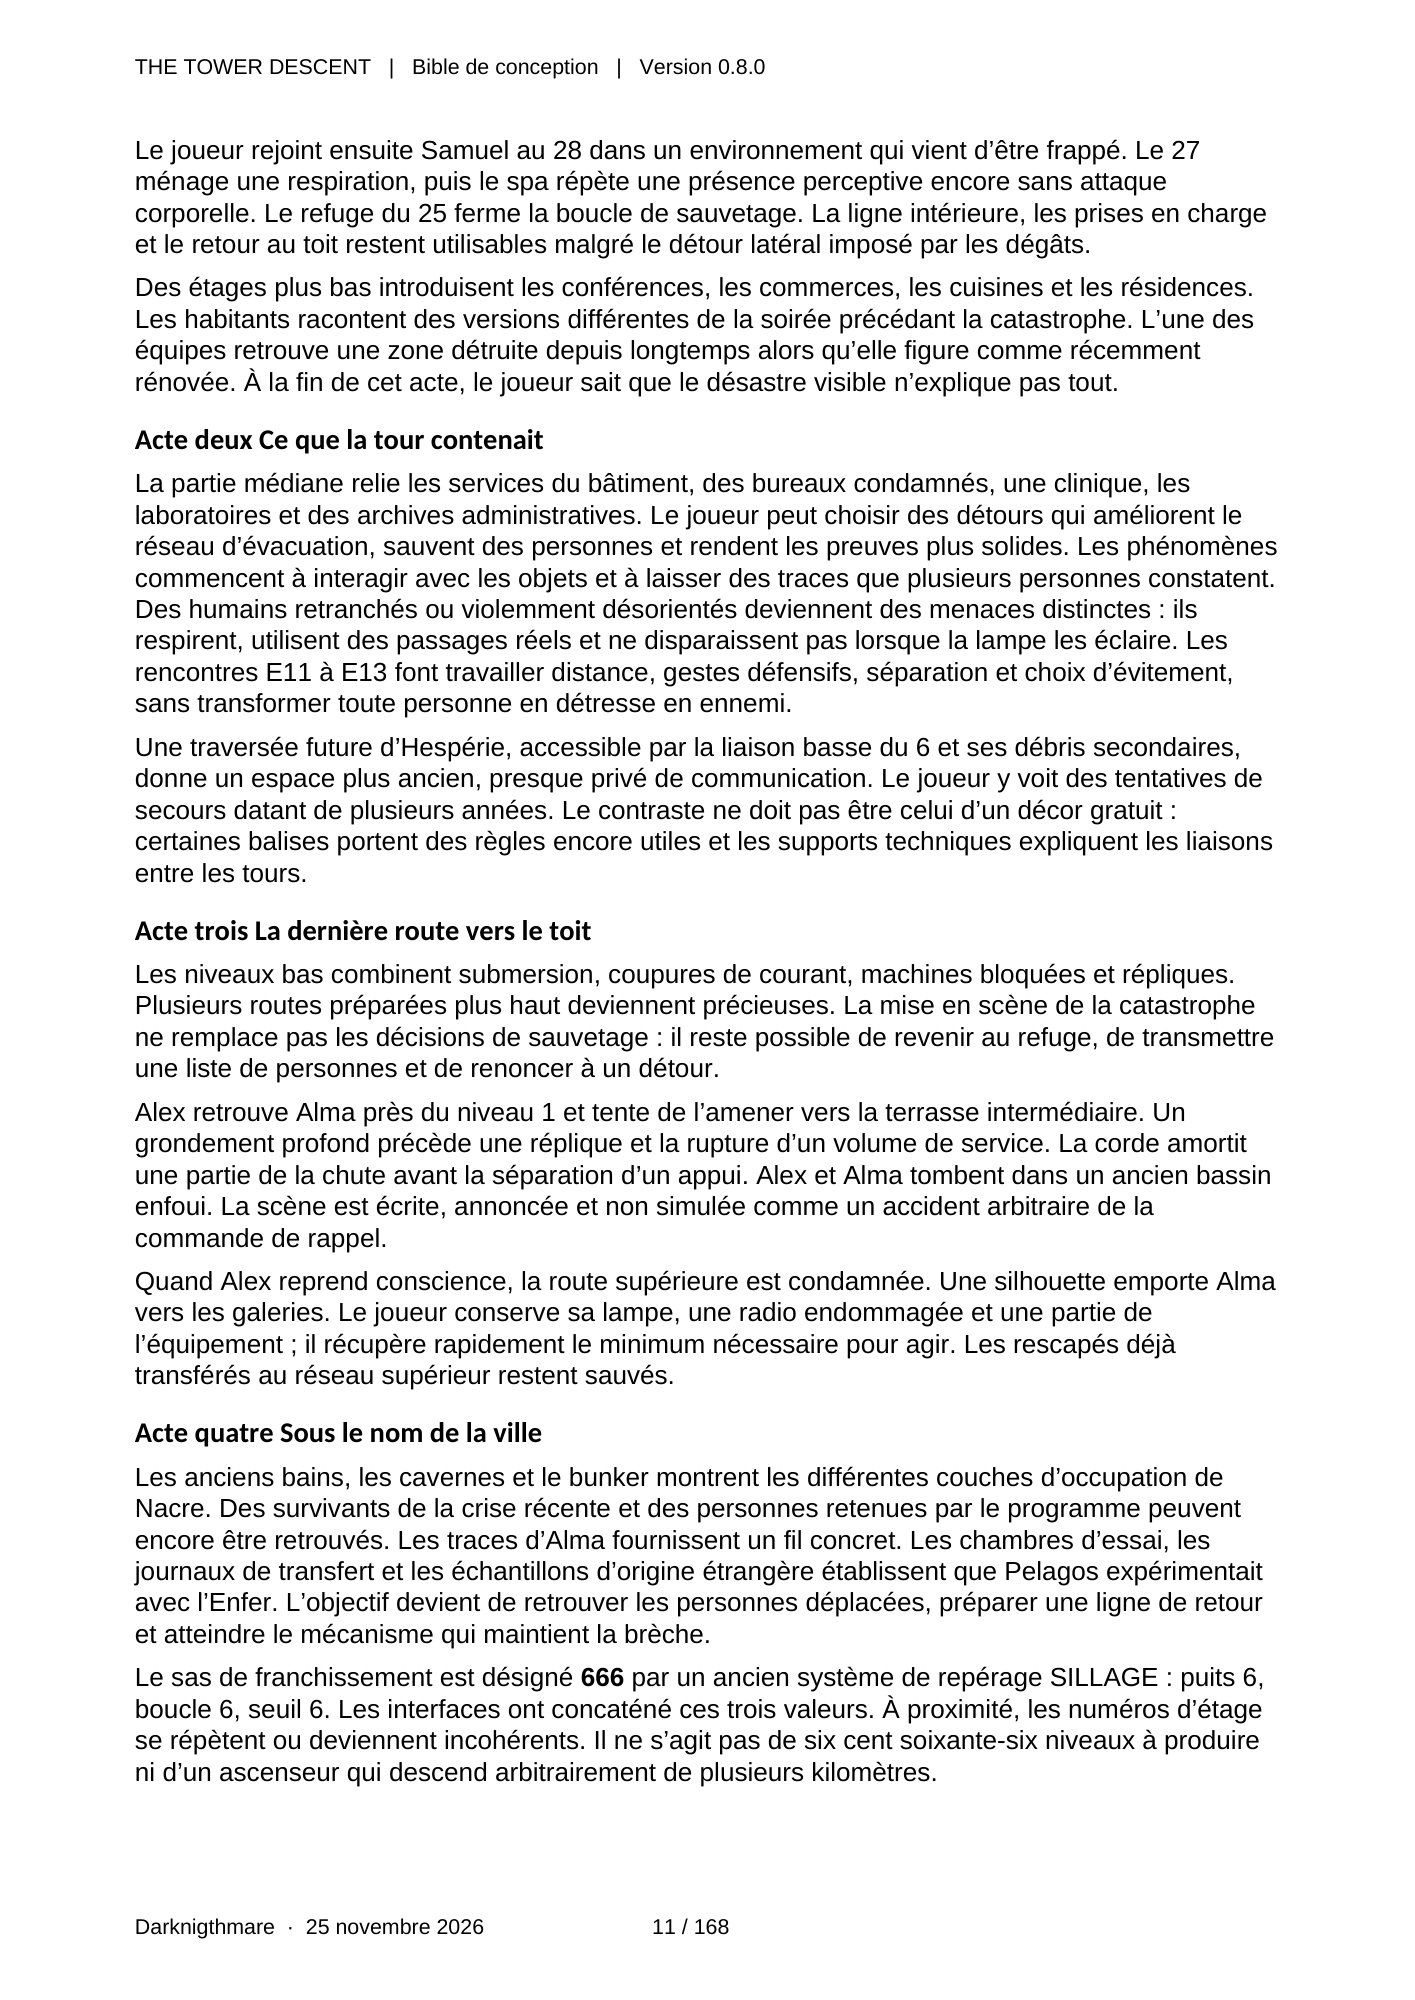 THE TOWER DESCENT | Bible de conception | Version 0.8.0
Le joueur rejoint ensuite Samuel au 28 dans un environnement qui vient d’être frappé. Le 27
ménage une respiration, puis le spa répète une présence perceptive encore sans attaque
corporelle. Le refuge du 25 ferme la boucle de sauvetage. La ligne intérieure, les prises en charge
et le retour au toit restent utilisables malgré le détour latéral imposé par les dégâts.
Des étages plus bas introduisent les conférences, les commerces, les cuisines et les résidences.
Les habitants racontent des versions différentes de la soirée précédant la catastrophe. L’une des
équipes retrouve une zone détruite depuis longtemps alors qu’elle figure comme récemment
rénovée. À la fin de cet acte, le joueur sait que le désastre visible n’explique pas tout.
Acte deux Ce que la tour contenait
La partie médiane relie les services du bâtiment, des bureaux condamnés, une clinique, les
laboratoires et des archives administratives. Le joueur peut choisir des détours qui améliorent le
réseau d’évacuation, sauvent des personnes et rendent les preuves plus solides. Les phénomènes
commencent à interagir avec les objets et à laisser des traces que plusieurs personnes constatent.
Des humains retranchés ou violemment désorientés deviennent des menaces distinctes : ils
respirent, utilisent des passages réels et ne disparaissent pas lorsque la lampe les éclaire. Les
rencontres E11 à E13 font travailler distance, gestes défensifs, séparation et choix d’évitement,
sans transformer toute personne en détresse en ennemi.
Une traversée future d’Hespérie, accessible par la liaison basse du 6 et ses débris secondaires,
donne un espace plus ancien, presque privé de communication. Le joueur y voit des tentatives de
secours datant de plusieurs années. Le contraste ne doit pas être celui d’un décor gratuit :
certaines balises portent des règles encore utiles et les supports techniques expliquent les liaisons
entre les tours.
Acte trois La dernière route vers le toit
Les niveaux bas combinent submersion, coupures de courant, machines bloquées et répliques.
Plusieurs routes préparées plus haut deviennent précieuses. La mise en scène de la catastrophe
ne remplace pas les décisions de sauvetage : il reste possible de revenir au refuge, de transmettre
une liste de personnes et de renoncer à un détour.
Alex retrouve Alma près du niveau 1 et tente de l’amener vers la terrasse intermédiaire. Un
grondement profond précède une réplique et la rupture d’un volume de service. La corde amortit
une partie de la chute avant la séparation d’un appui. Alex et Alma tombent dans un ancien bassin
enfoui. La scène est écrite, annoncée et non simulée comme un accident arbitraire de la
commande de rappel.
Quand Alex reprend conscience, la route supérieure est condamnée. Une silhouette emporte Alma
vers les galeries. Le joueur conserve sa lampe, une radio endommagée et une partie de
l’équipement ; il récupère rapidement le minimum nécessaire pour agir. Les rescapés déjà
transférés au réseau supérieur restent sauvés.
Acte quatre Sous le nom de la ville
Les anciens bains, les cavernes et le bunker montrent les différentes couches d’occupation de
Nacre. Des survivants de la crise récente et des personnes retenues par le programme peuvent
encore être retrouvés. Les traces d’Alma fournissent un fil concret. Les chambres d’essai, les
journaux de transfert et les échantillons d’origine étrangère établissent que Pelagos expérimentait
avec l’Enfer. L’objectif devient de retrouver les personnes déplacées, préparer une ligne de retour
et atteindre le mécanisme qui maintient la brèche.
Le sas de franchissement est désigné 666 par un ancien système de repérage SILLAGE : puits 6,
boucle 6, seuil 6. Les interfaces ont concaténé ces trois valeurs. À proximité, les numéros d’étage
se répètent ou deviennent incohérents. Il ne s’agit pas de six cent soixante-six niveaux à produire
ni d’un ascenseur qui descend arbitrairement de plusieurs kilomètres.
Darknigthmare · 25 novembre 2026 11 / 168